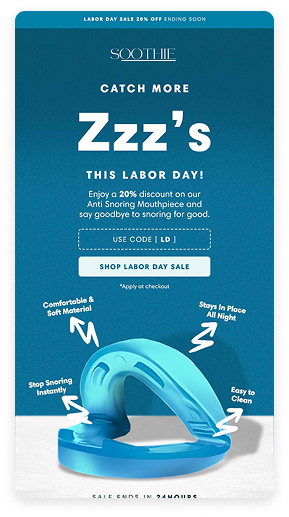 LABOR DAY SALE 20% OFF ENDING SOON
SOOTHIE
CATCH MORE
Zzz's
THIS LABOR DAY!
Enjoy a 20% discount on our
Anti Snoring Mouthpiece and
say goodbye to snoring for good.
USE CODE [ LD ]
SHOP LABOR DAY SALE
*Apply at checkout
Comfortable &
Soft Material
Stays In Place
All Night
Stop Snoring
Instantly
Easy to
Clean
SALE ENDS IN 24HOURS